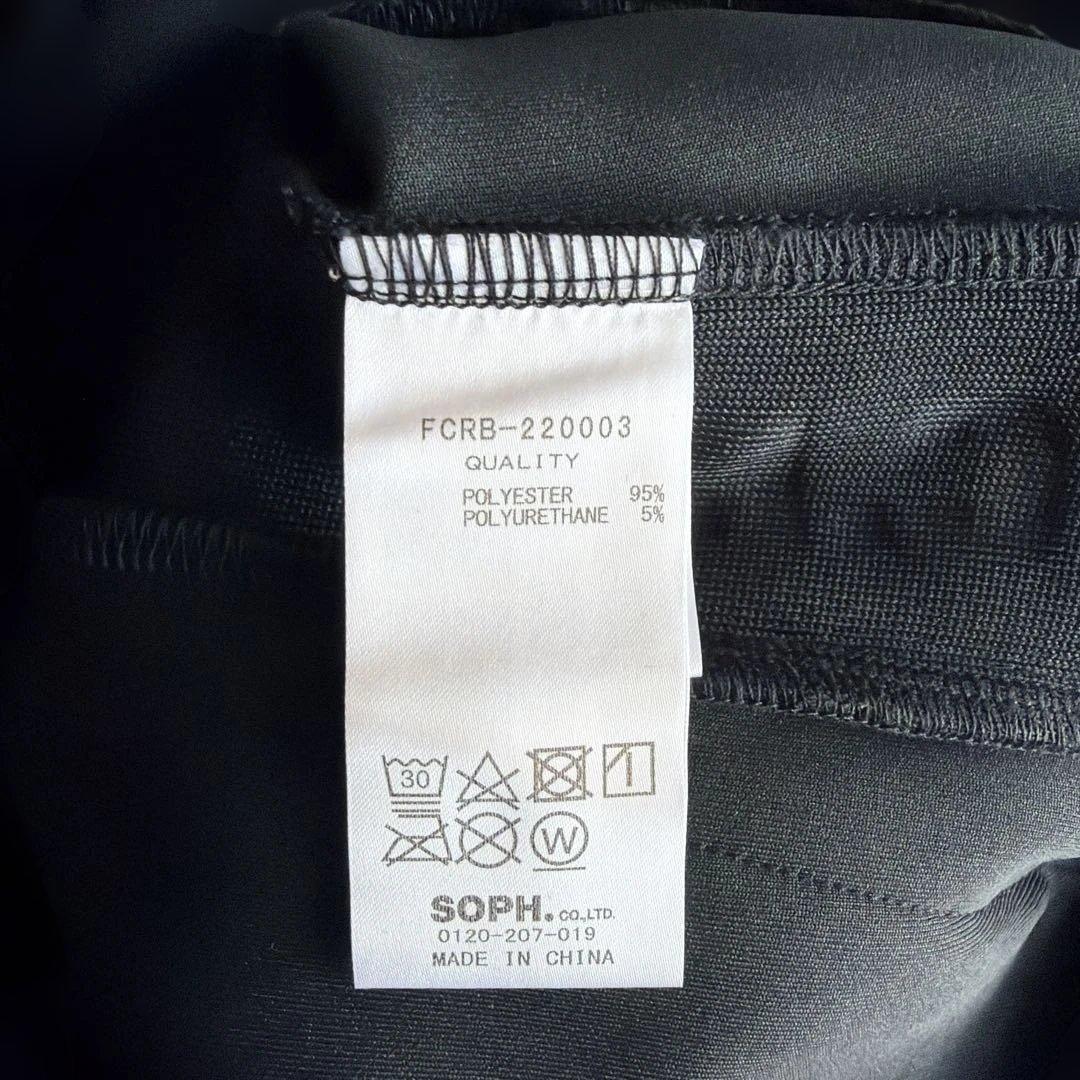 FCRB-220003
QUALITY
POLYESTER 95%
POLYURETHANE 5%
30
W
SOPH. CO.,LTD.
0120-207-019
MADE IN CHINA